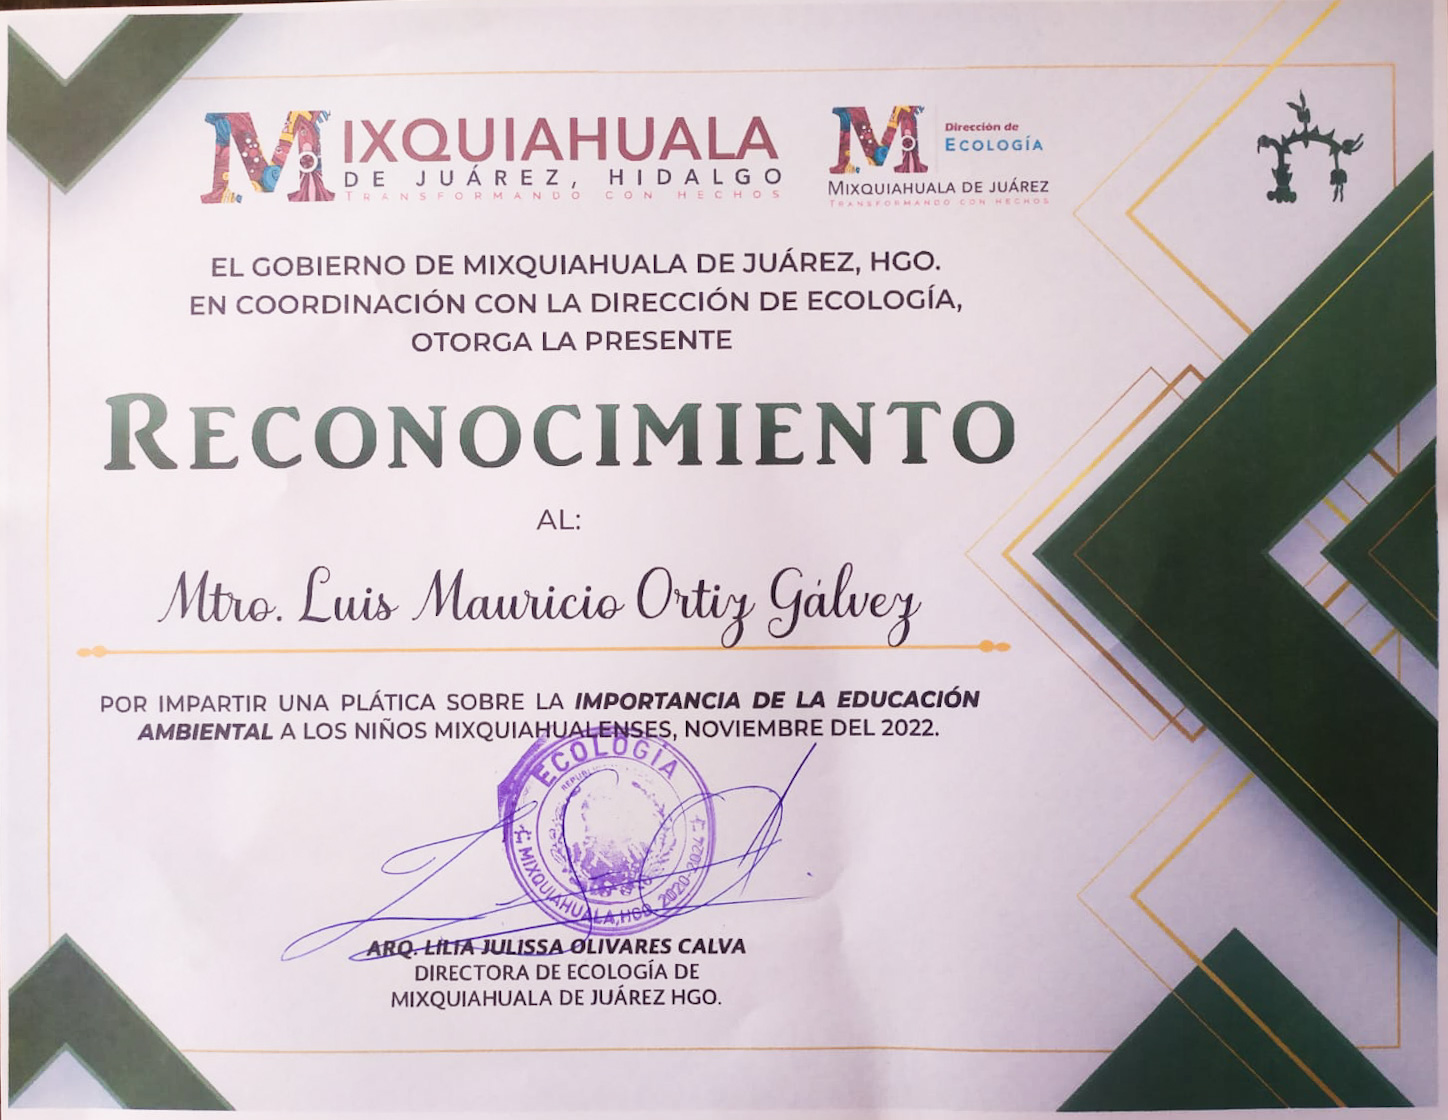 MIXQUIAHUALA
DE JUÁREZ, HIDALGO
TRANSFORMANDO CON HECHOS
Dirección de
ECOLOGÍA
MIXQUIAHUALA DE JUÁREZ
TRANSFORMANDO CON HECHOS
EL GOBIERNO DE MIXQUIAHUALA DE JUÁREZ, HGO.
EN COORDINACIÓN CON LA DIRECCIÓN DE ECOLOGÍA,
OTORGA LA PRESENTE
RECONOCIMIENTO
AL:
Mtro. Luis Mauricio Ortiz Gálvez
POR IMPARTIR UNA PLÁTICA SOBRE LA IMPORTANCIA DE LA EDUCACIÓN
AMBIENTAL A LOS NIÑOS MIXQUIAHUALENSES, NOVIEMBRE DEL 2022.
ECOLOGÍA
MIXQUIAHUALA, HGO. 2020-2024
ARQ. LILIA JULISSA OLIVARES CALVA
DIRECTORA DE ECOLOGÍA DE
MIXQUIAHUALA DE JUÁREZ HGO.